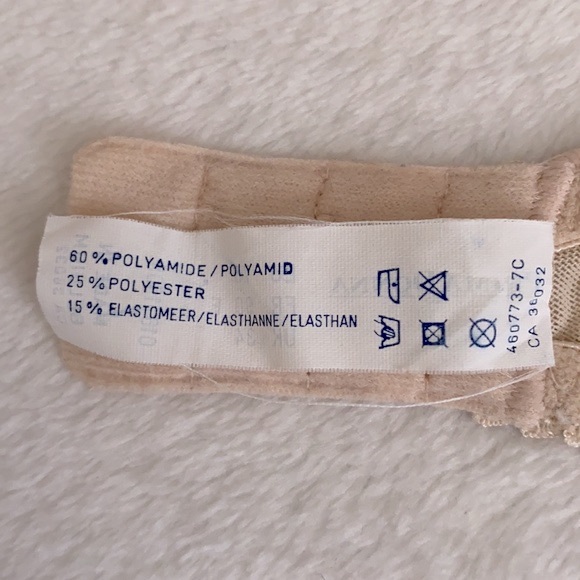 60 % POLYAMIDE / POLYAMID
25 % POLYESTER
15 % ELASTOMEER/ELASTHANNE/ELASTHAN
460773-7C
CA 36032